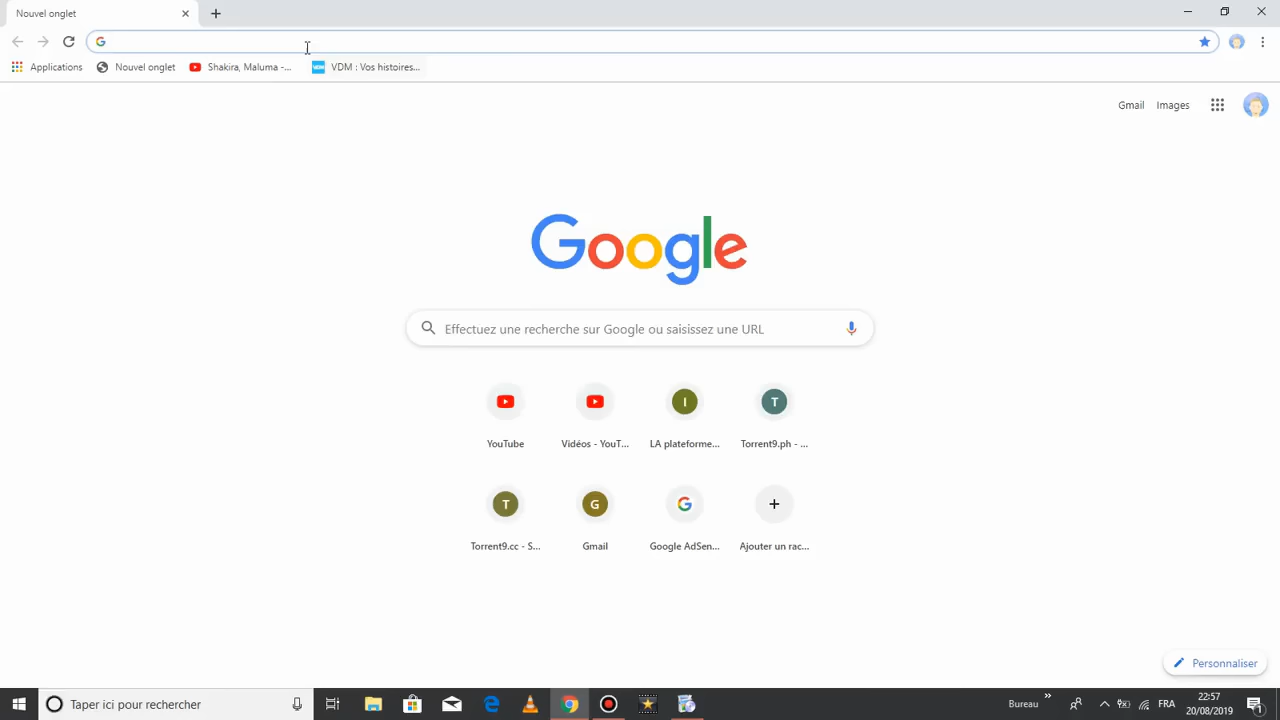 Nouvel onglet
Applications
Nouvel onglet
Shakira, Maluma -...
VDM : Vos histoires...
Gmail
Images
Google
Effectuez une recherche sur Google ou saisissez une URL
YouTube
Vidéos - YouT...
I
LA plateforme...
T
Torrent9.ph - ...
T
Torrent9.cc - S...
G
Gmail
Google AdSen...
Ajouter un rac...
Personnaliser
Taper ici pour rechercher
Bureau
FRA
22:57
20/08/2019